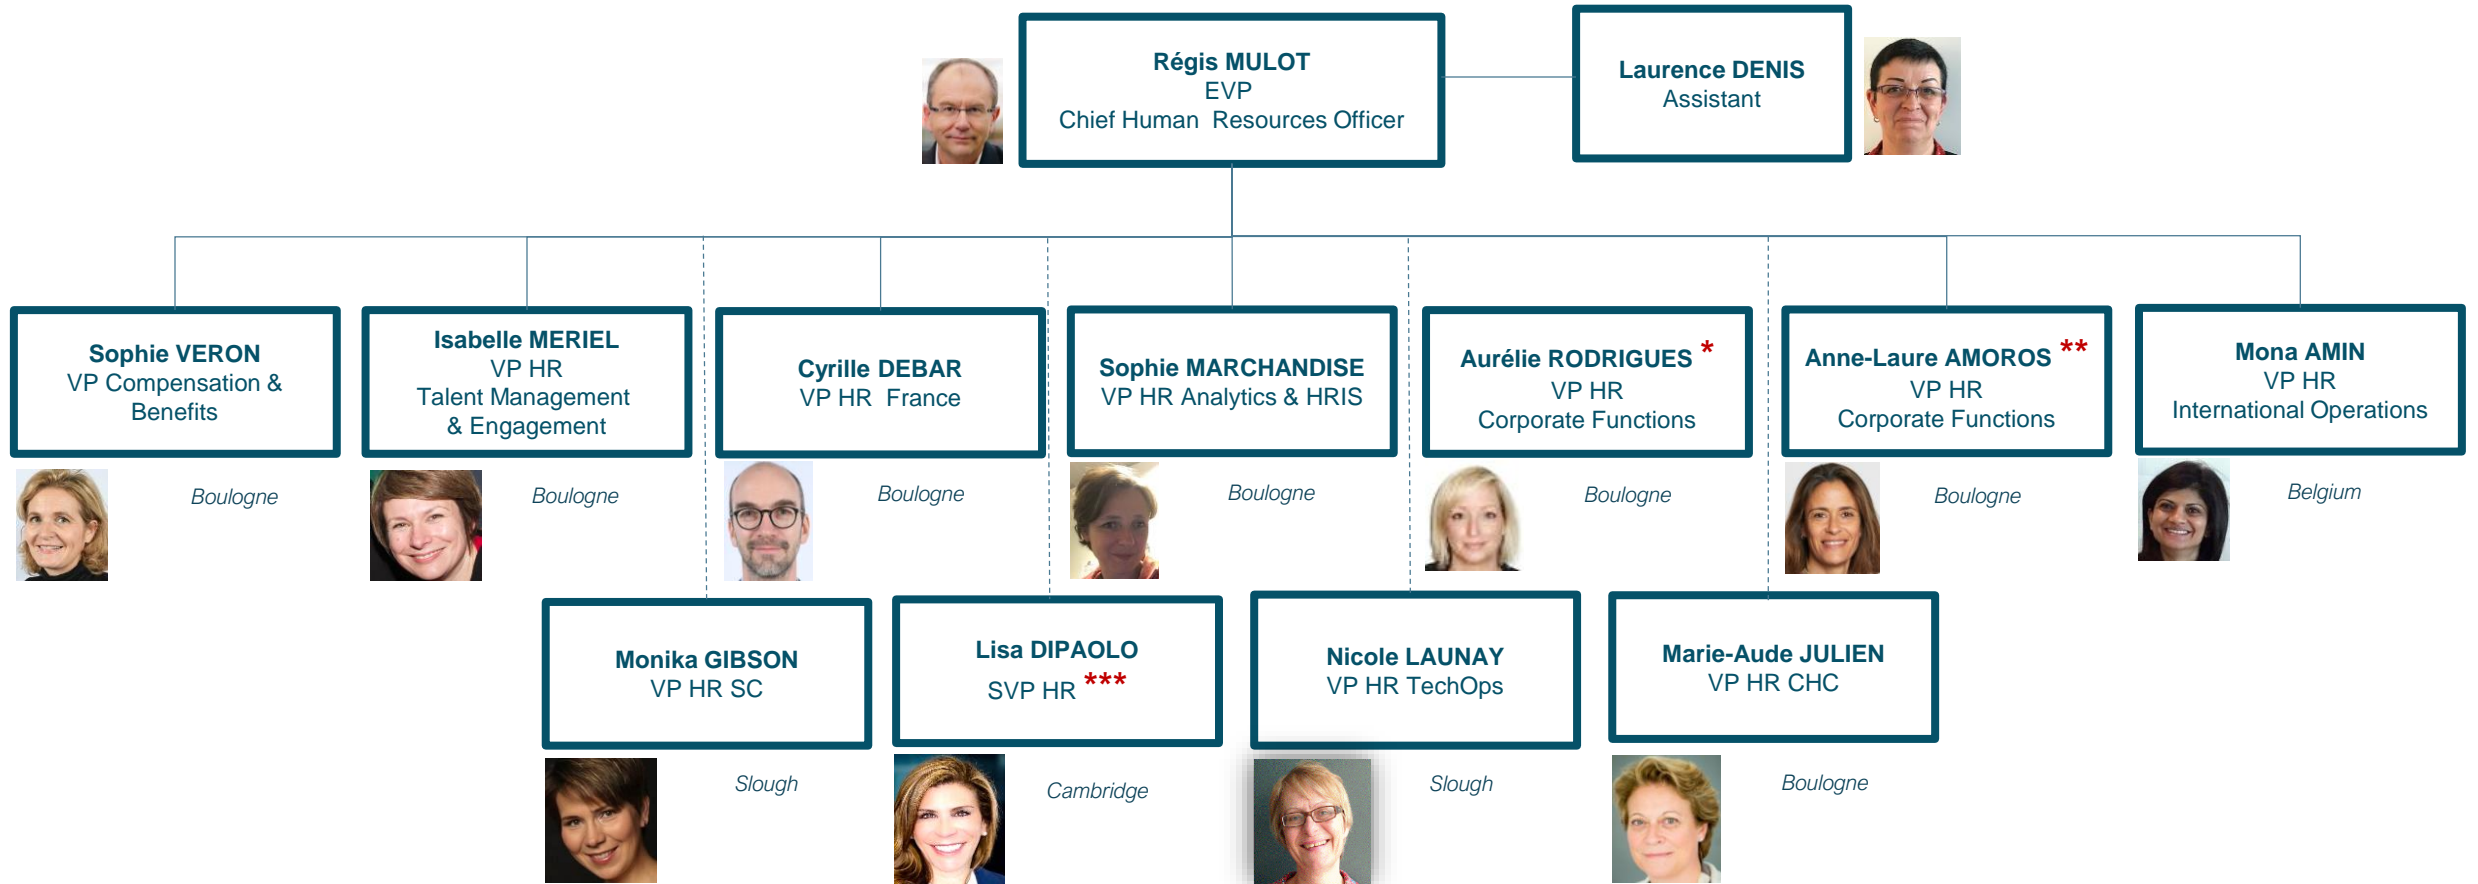 Régis MULOT
EVP
Chief Human Resources Officer
Laurence DENIS
Assistant
Sophie VERON
VP Compensation &
Benefits
Boulogne
Isabelle MERIEL
VP HR
Talent Management
& Engagement
Boulogne
Cyrille DEBAR
VP HR France
Boulogne
Sophie MARCHANDISE
VP HR Analytics & HRIS
Boulogne
Aurélie RODRIGUES *
VP HR
Corporate Functions
Boulogne
Anne-Laure AMOROS **
VP HR
Corporate Functions
Boulogne
Mona AMIN
VP HR
International Operations
Belgium
Monika GIBSON
VP HR SC
Slough
Lisa DIPAOLO
SVP HR ***
Cambridge
Nicole LAUNAY
VP HR TechOps
Slough
Marie-Aude JULIEN
VP HR CHC
Boulogne